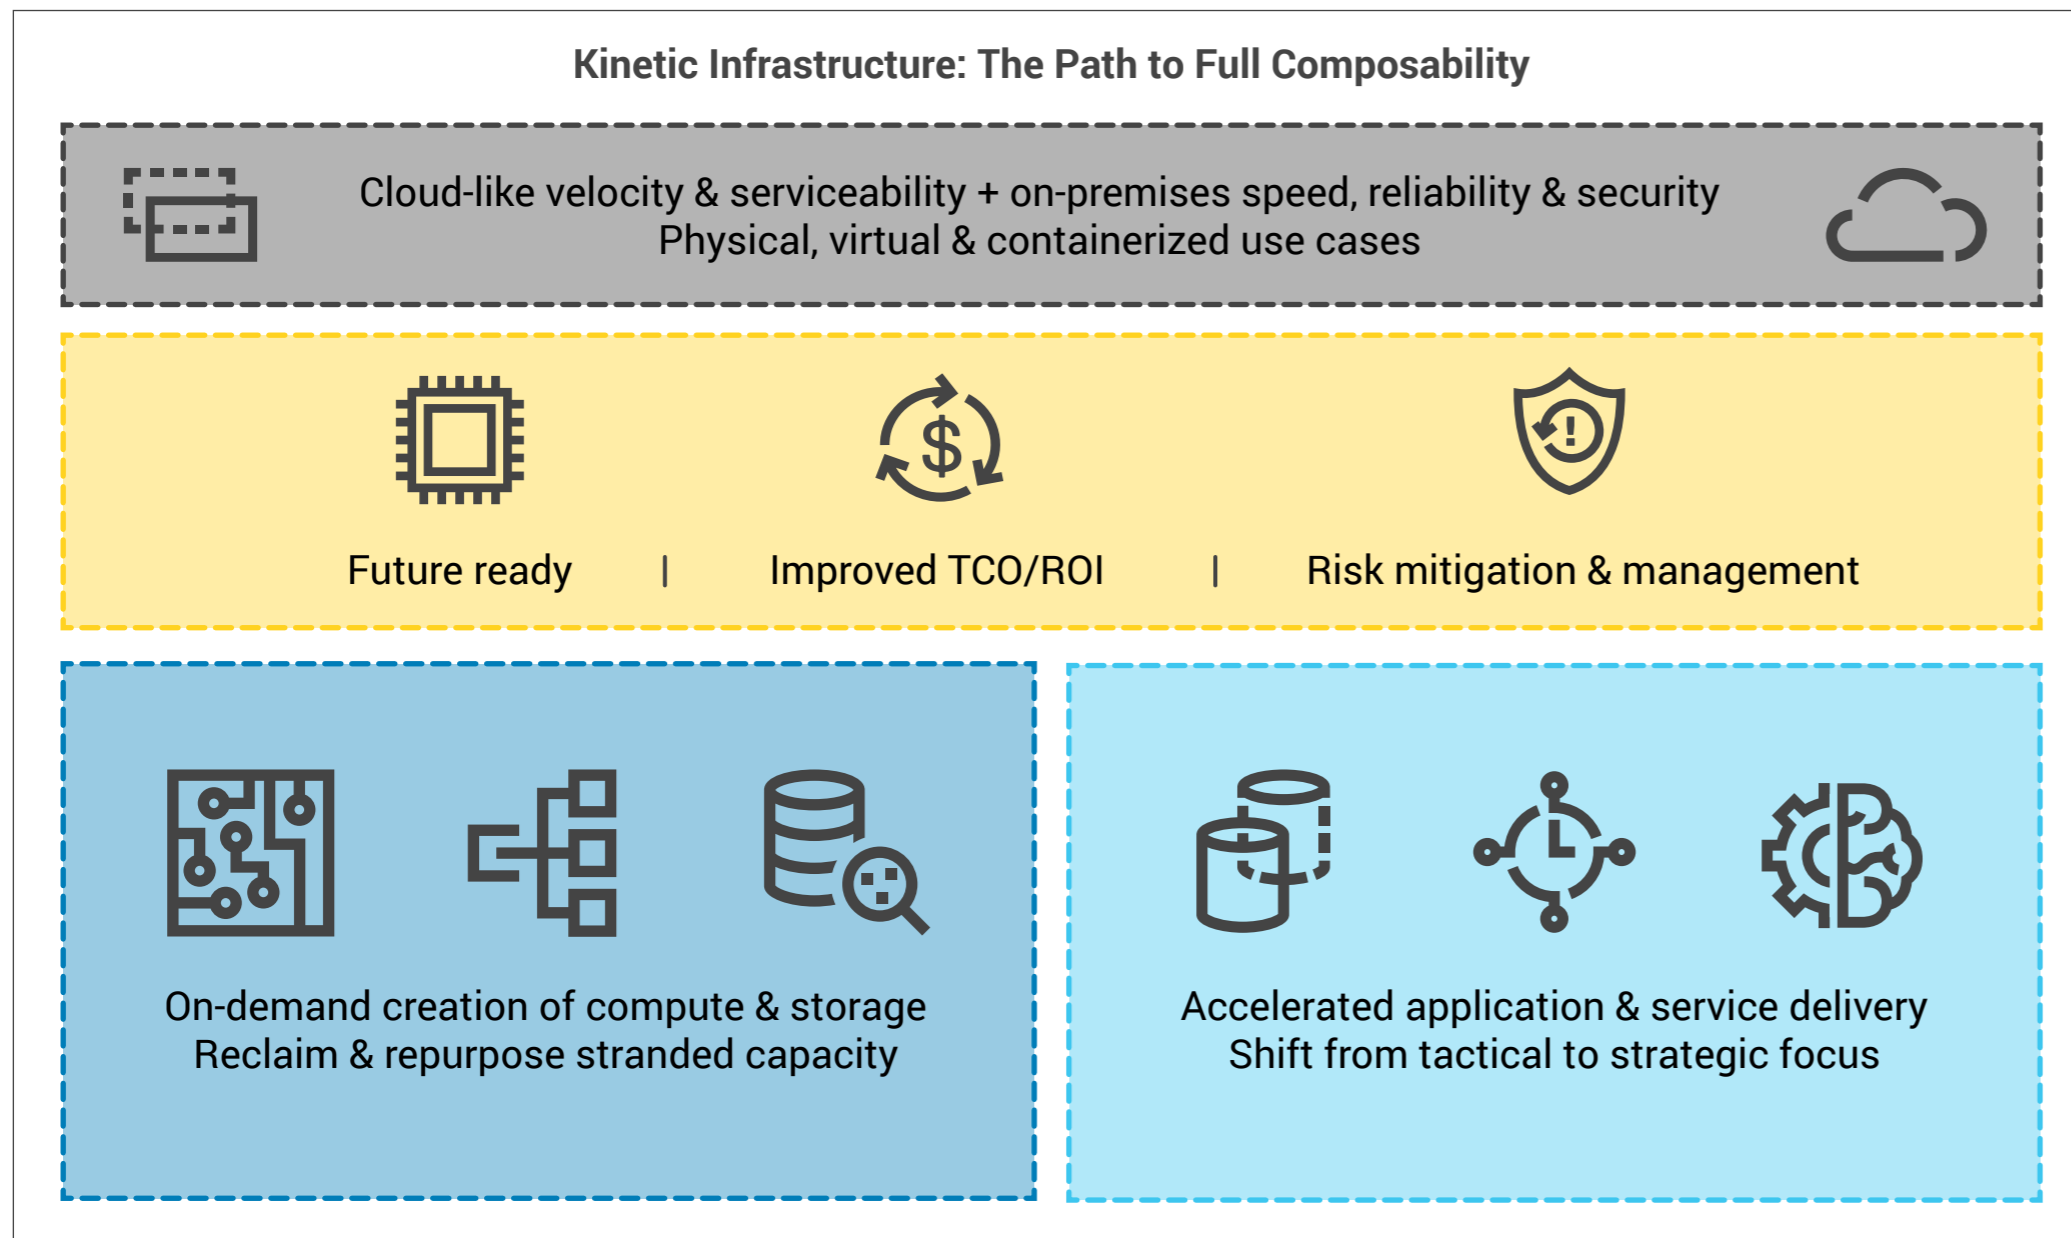 Kinetic Infrastructure: The Path to Full Composability
Cloud-like velocity & serviceability + on-premises speed, reliability & security
Physical, virtual & containerized use cases
$
!
Future ready | Improved TCO/ROI | Risk mitigation & management
On-demand creation of compute & storage
Reclaim & repurpose stranded capacity
Accelerated application & service delivery
Shift from tactical to strategic focus